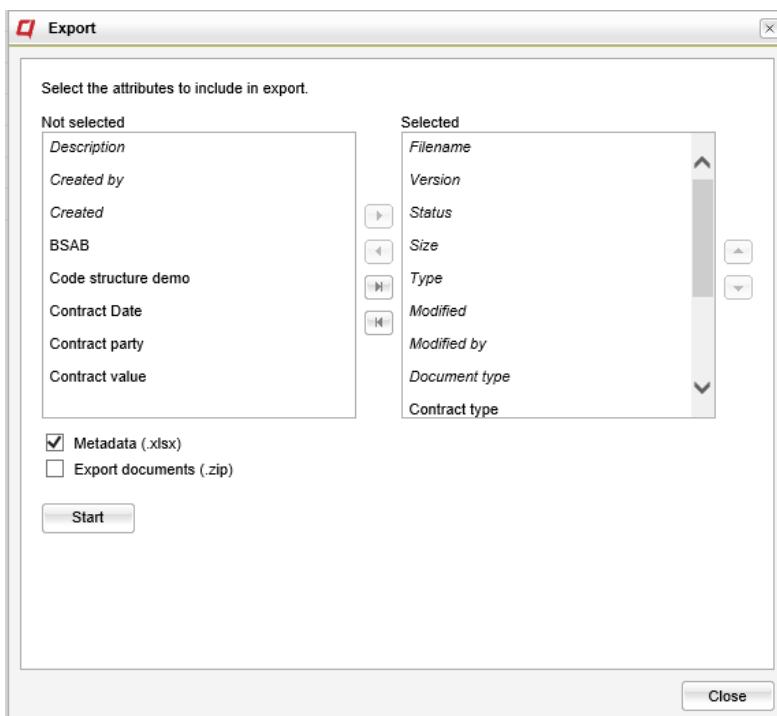 Export
Select the attributes to include in export.
Not selected
Description
Created by
Created
BSAB
Code structure demo
Contract Date
Contract party
Contract value
Selected
Filename
Version
Status
Size
Type
Modified
Modified by
Document type
Contract type
Metadata (.xlsx)
Export documents (.zip)
Start
Close